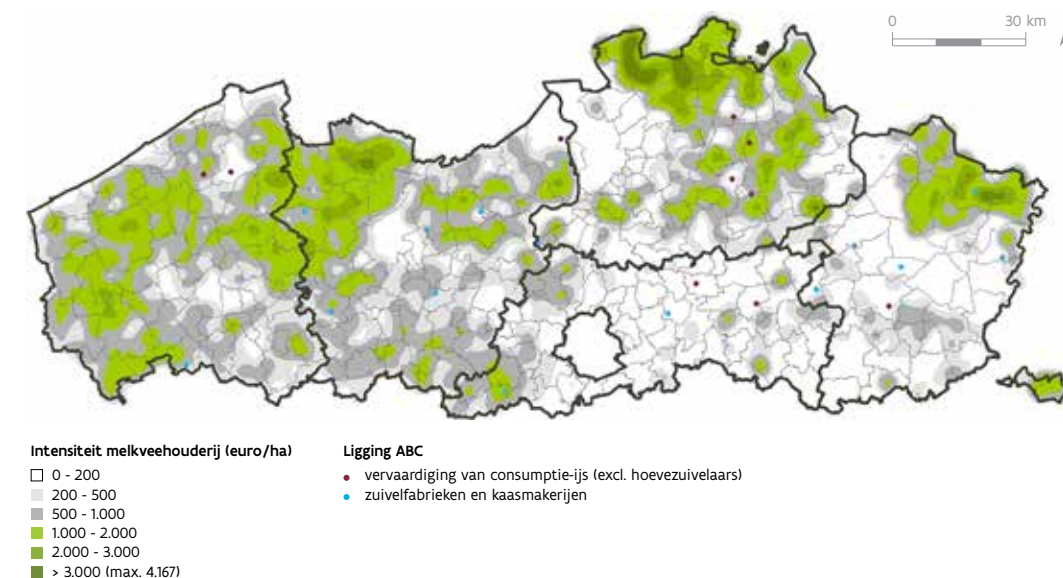 0 30 km
Intensiteit melkveehouderij (euro/ha)
0 - 200
200 - 500
500 - 1.000
1.000 - 2.000
2.000 - 3.000
> 3.000 (max. 4.167)
Ligging ABC
vervaardiging van consumptie-ijs (excl. hoevezuivelaars)
zuivelfabrieken en kaasmakerijen